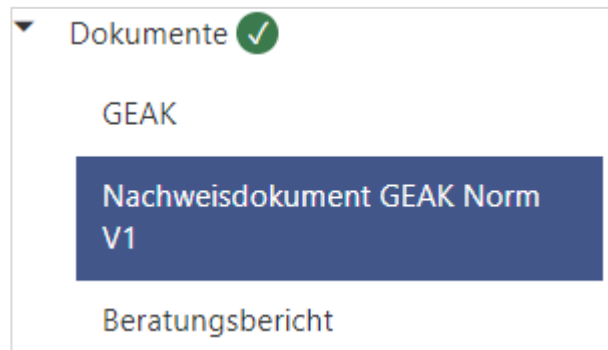 Dokumente
GEAK
Nachweisdokument GEAK Norm
V1
Beratungsbericht